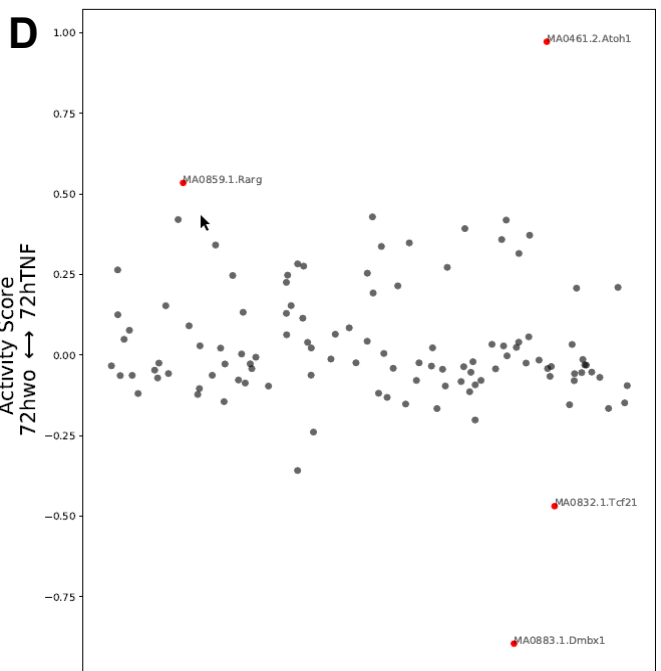 D
1.00
MA0461.2.Atoh1
0.75
MA0859.1.Rarg
0.50
0.25
Activity Score
72hwo ⟷ 72hTNF
0.00
−0.25
−0.50
MA0832.1.Tcf21
−0.75
MA0883.1.Dmbx1